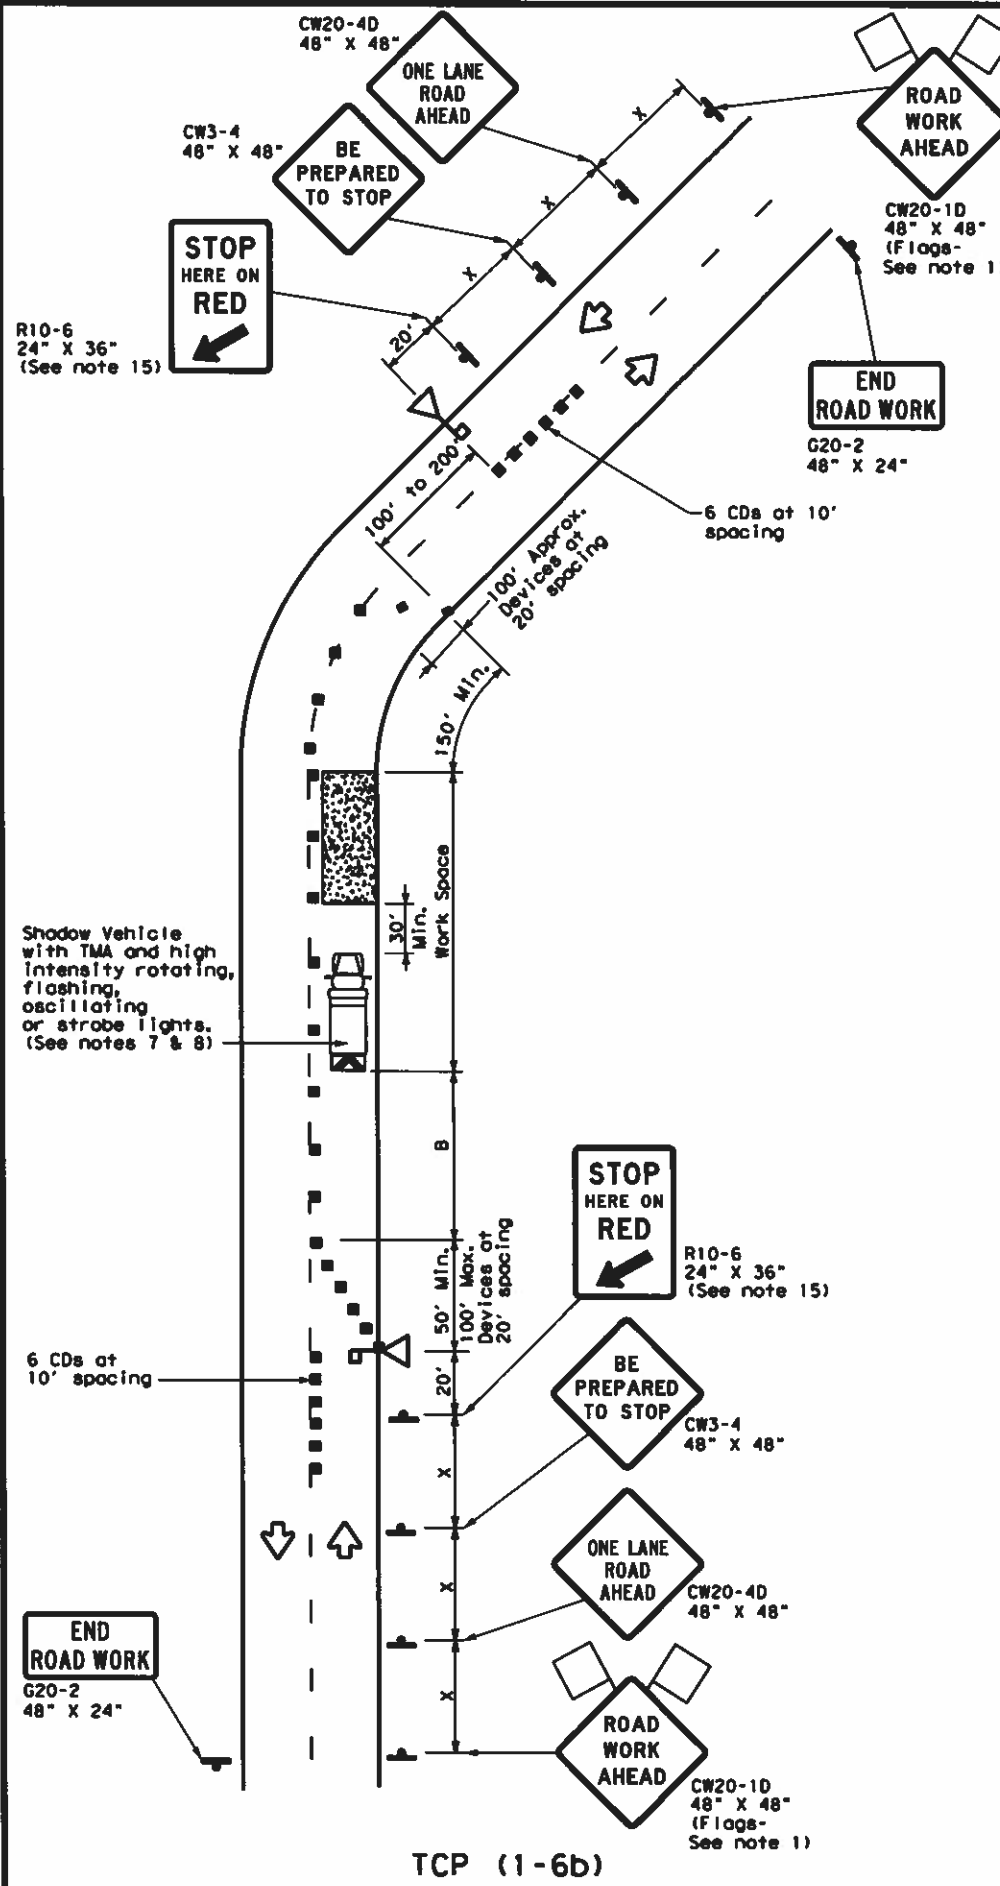 CW20-4D
48" X 48"
ONE LANE
ROAD
AHEAD
ROAD
WORK
AHEAD
CW20-1D
48" X 48"
(Flags-
See note 1
CW3-4
48" X 48"
BE
PREPARED
TO STOP
X
X
X
20'
STOP
HERE ON
RED
R10-6
24" X 36"
(See note 15)
END
ROAD WORK
G20-2
48" X 24"
100' to 200'
6 CDs at 10'
spacing
100' Approx.
Devices at
20' spacing
150' Min.
Work Space
30'
Min.
Shadow Vehicle
with TMA and high
intensity rotating,
flashing,
oscillating
or strobe lights.
(See notes 7 & 8)
B
50' Min.
100' Max.
Devices at
20' spacing
STOP
HERE ON
RED
R10-6
24" X 36"
(See note 15)
6 CDs at
10' spacing
20'
BE
PREPARED
TO STOP
CW3-4
48" X 48"
X
ONE LANE
ROAD
AHEAD
CW20-4D
48" X 48"
X
END
ROAD WORK
G20-2
48" X 24"
X
ROAD
WORK
AHEAD
CW20-1D
48" X 48"
(Flags-
See note 1)
TCP (1-6b)